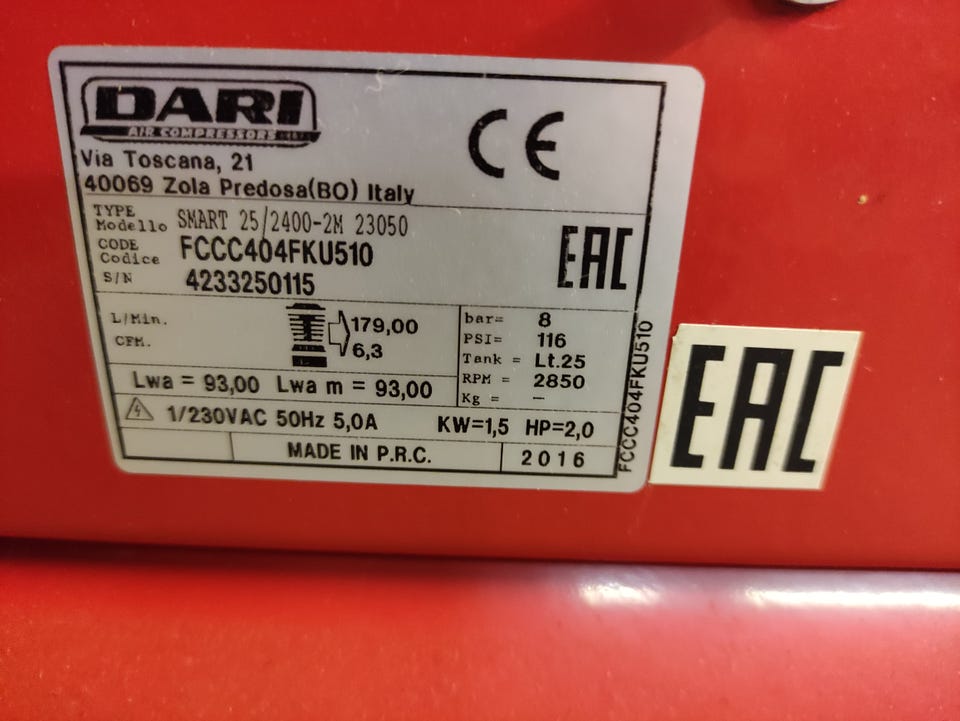 DARI
AIR COMPRESSORS
CE
Via Toscana, 21
40069 Zola Predosa(BO) Italy
TYPE
Modello SMART 25/2400-2M 23050
CODE
Codice FCCC404FKU510
S/N 4233250115
EAC
L/Min. 179,00
CFM. 6,3
bar= 8
PSI= 116
Tank = Lt.25
RPM = 2850
Kg = -
Lwa = 93,00 Lwa m = 93,00
1/230VAC 50Hz 5,0A KW=1,5 HP=2,0
MADE IN P.R.C. 2016
FCCC404FKU510
EAC